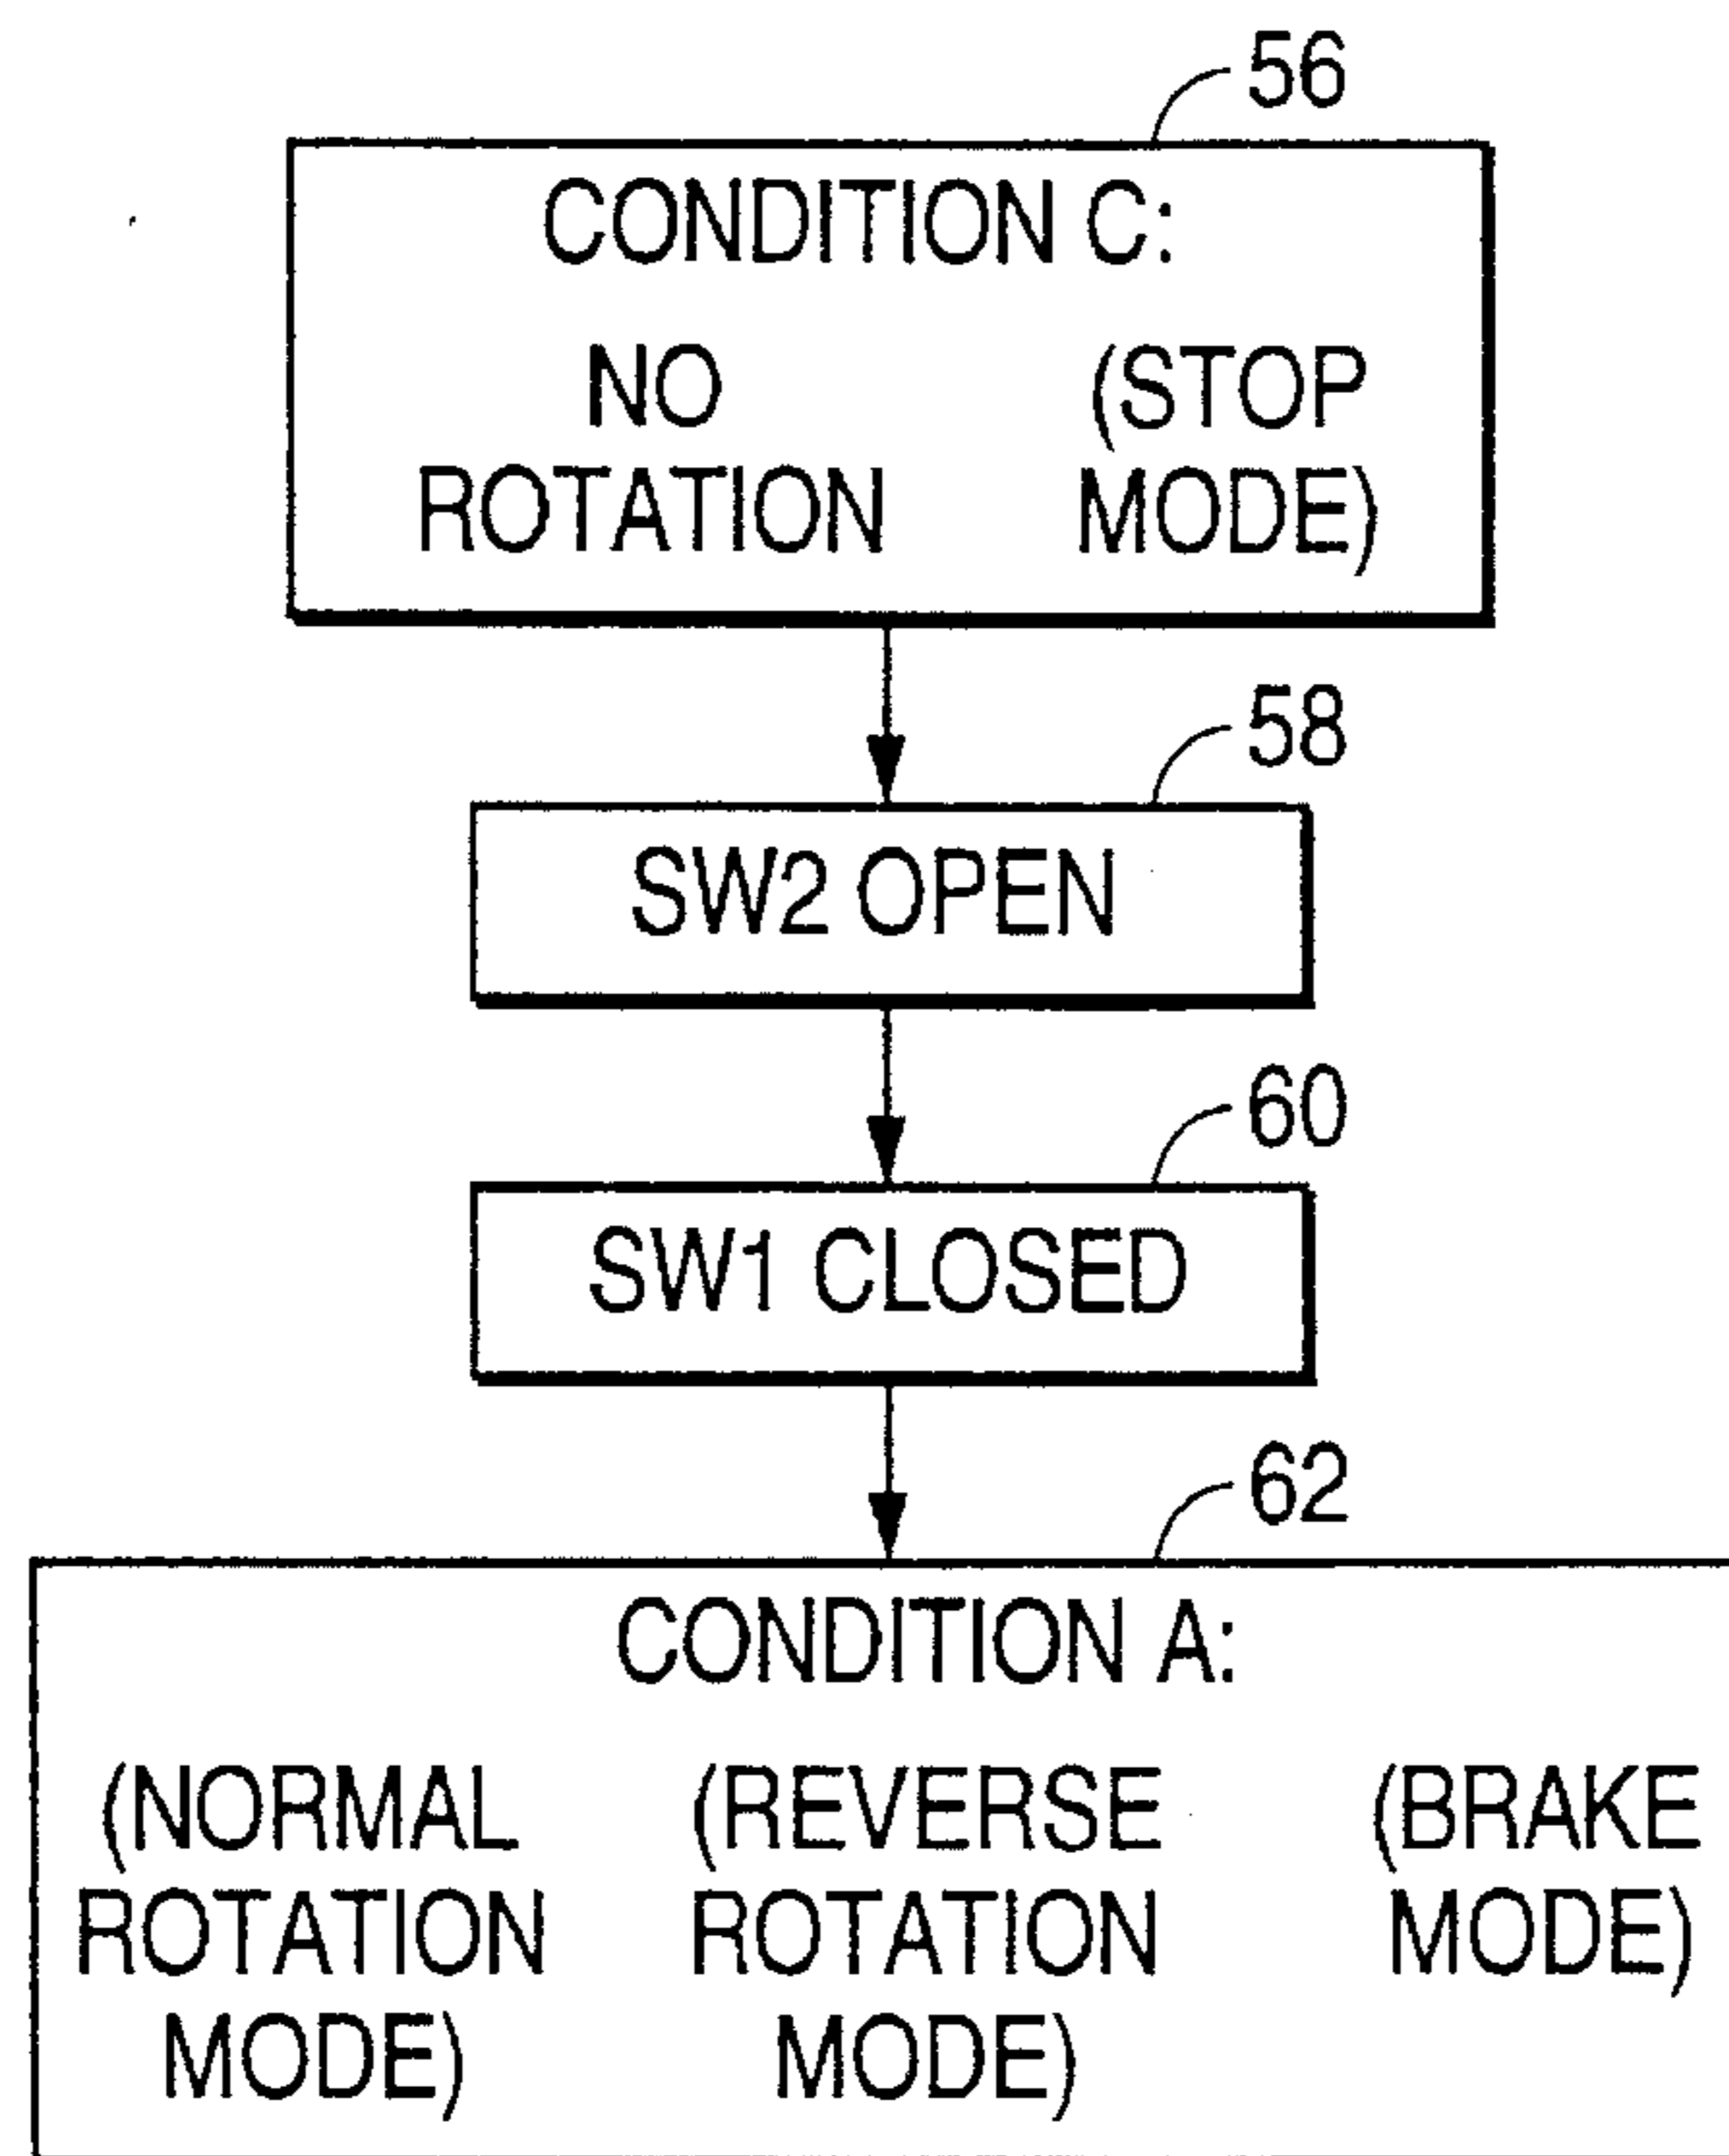 56
CONDITION C:
NO (STOP
ROTATION MODE)
58
SW2 OPEN
60
SW1 CLOSED
62
CONDITION A:
(NORMAL (REVERSE (BRAKE
ROTATION ROTATION MODE)
MODE) MODE)